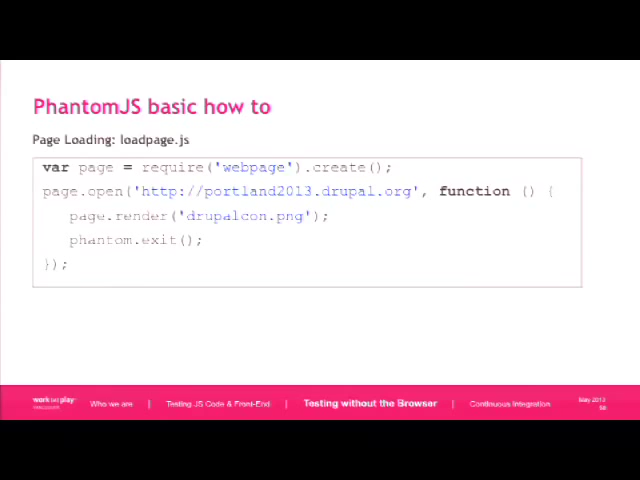 PhantomJS basic how to
Page Loading: loadpage.js
var page = require('webpage').create();
page.open('http://portland2013.drupal.org', function () {
page.render('drupalcon.png');
phantom.exit();
});
Who we are | Testing JS Code & Front-End | Testing without the Browser | Continuous Integration
May 2013